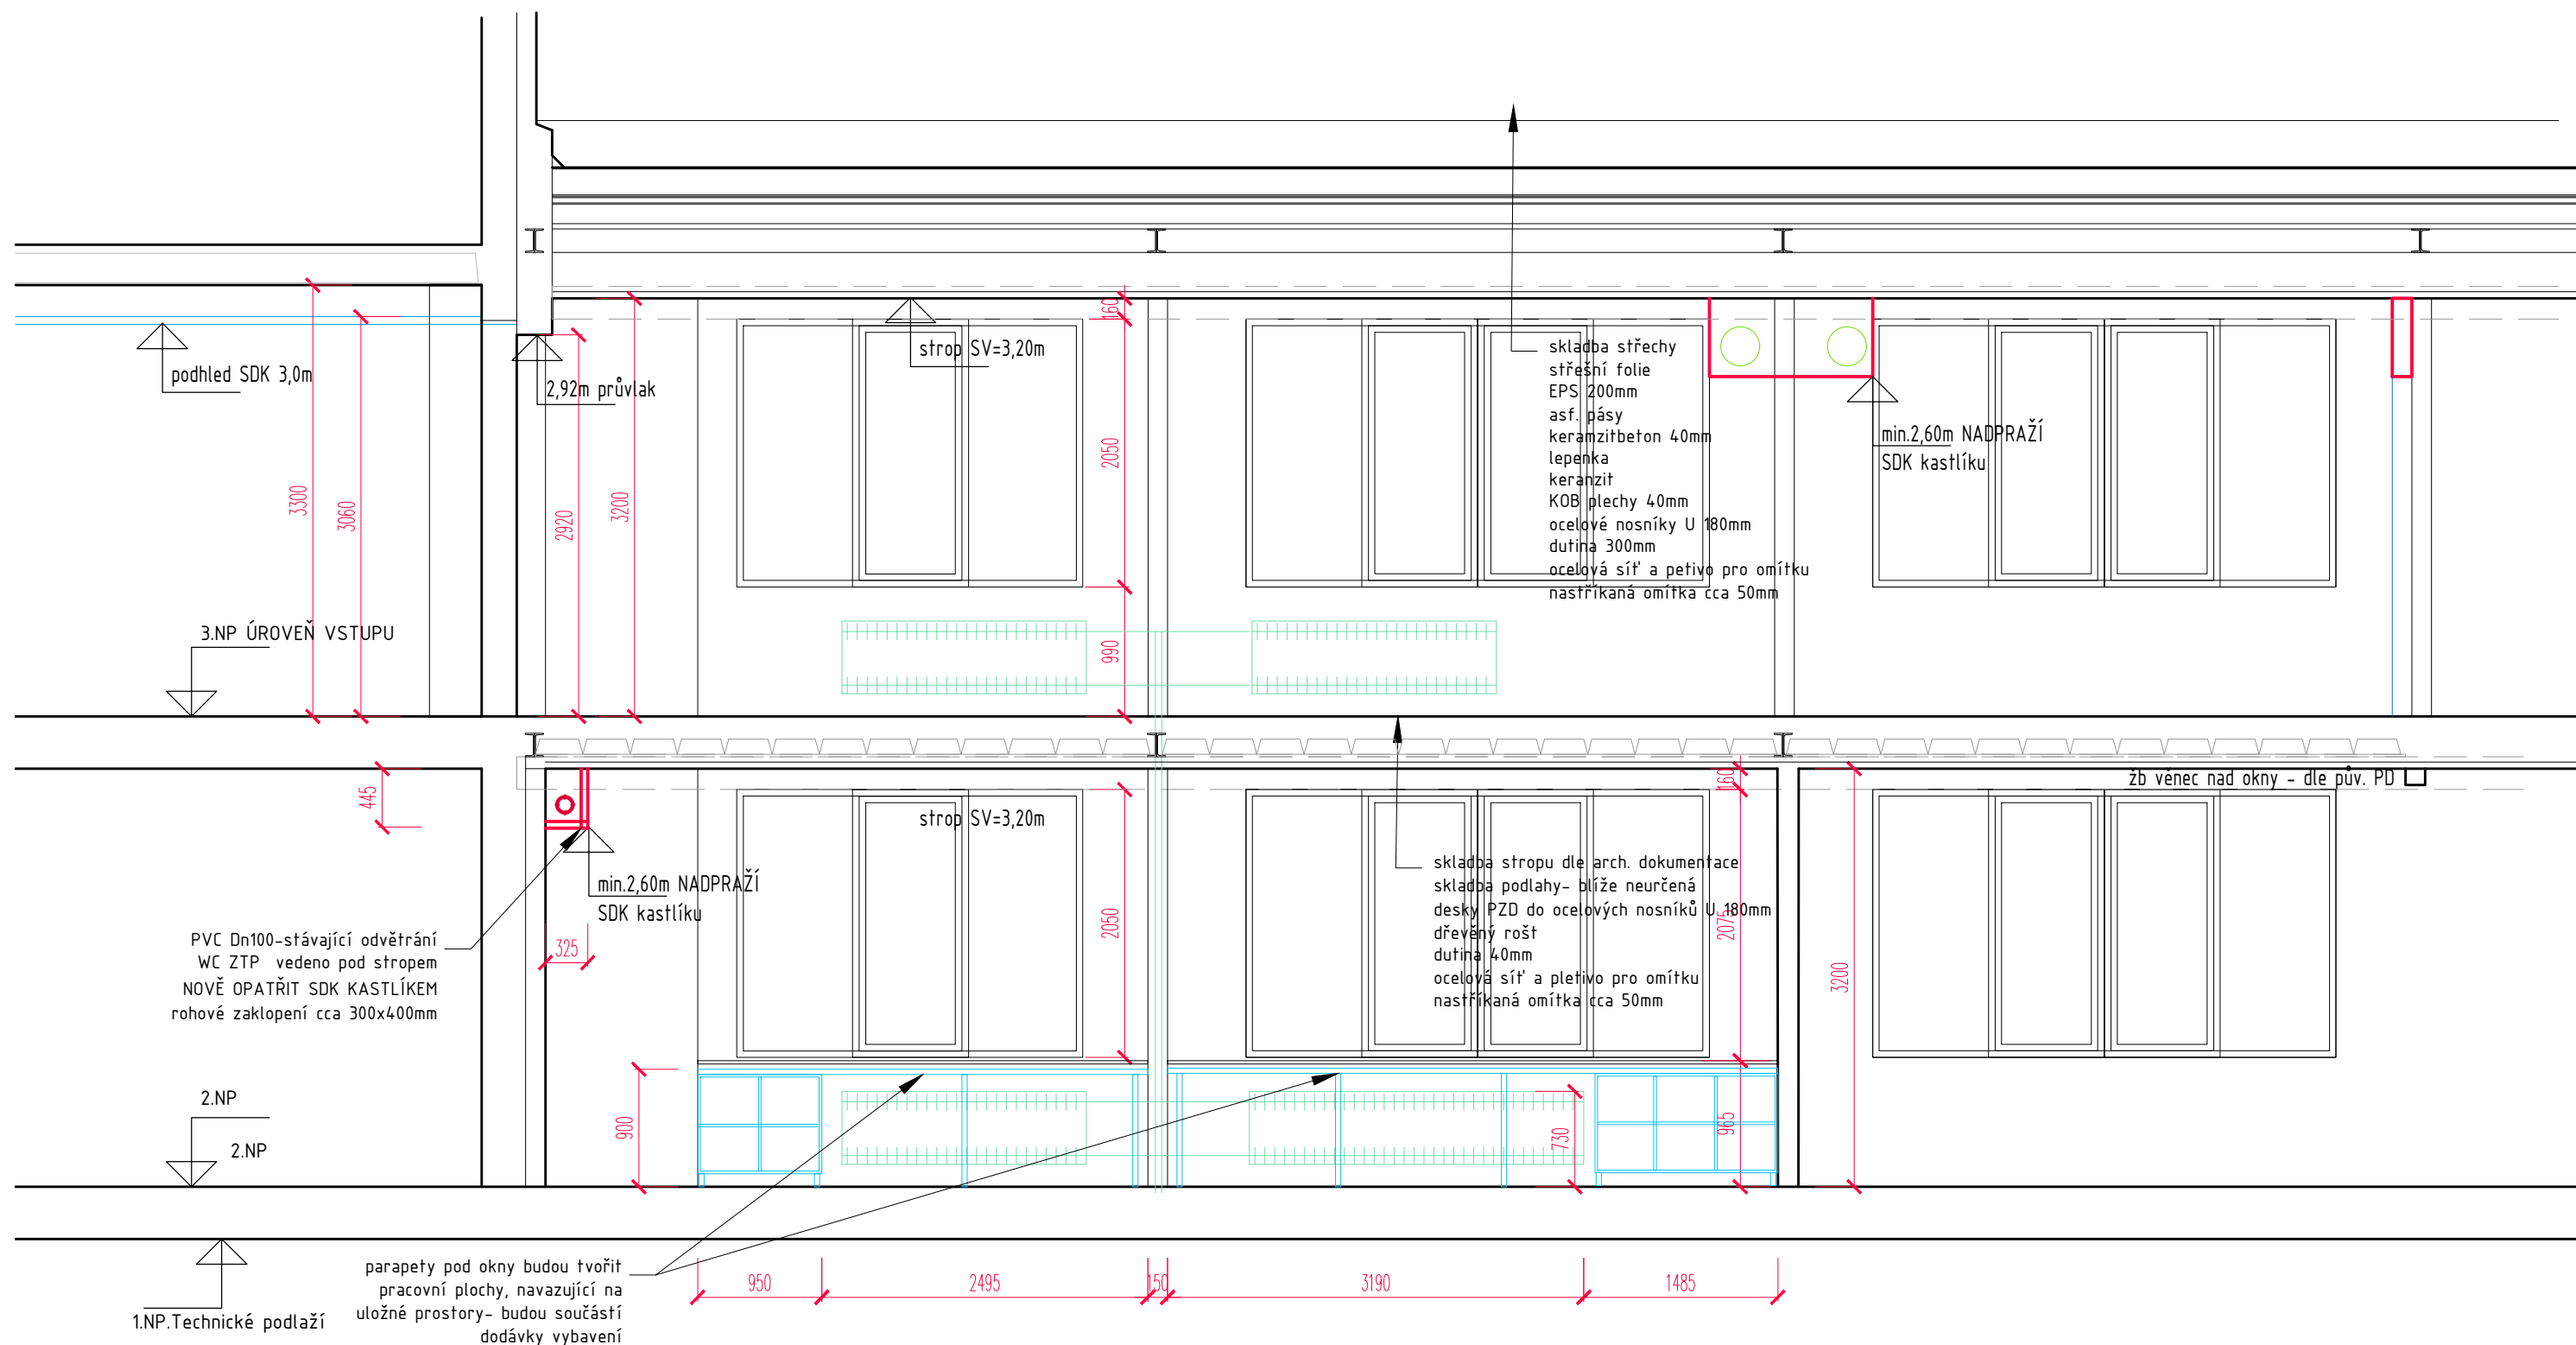 podhled SDK 3,0m
2,92m průvlak
strop SV=3,20m
skladba střechy
střešní folie
EPS 200mm
asf. pásy
keramzitbeton 40mm
lepenka
keranzit
KOB plechy 40mm
ocelové nosníky U 180mm
dutina 300mm
ocelová síť a petivo pro omítku
nastříkaná omítka cca 50mm
min.2,60m NADPRAŽÍ
SDK kastlíku
3300
3060
2920
3200
160
2050
990
3.NP ÚROVEŇ VSTUPU
445
strop SV=3,20m
160
žb věnec nad okny - dle pův. PD
min.2,60m NADPRAŽÍ
SDK kastlíku
skladba stropu dle arch. dokumentace
skladba podlahy- blíže neurčená
desky PZD do ocelových nosníků U 180mm
dřevěný rošt
dutina 40mm
ocelová síť a pletivo pro omítku
nastříkaná omítka cca 50mm
PVC Dn100-stávající odvětrání
WC ZTP vedeno pod stropem
NOVĚ OPATŘIT SDK KASTLÍKEM
rohové zaklopení cca 300x400mm
325
2050
2075
3200
2.NP
2.NP
900
730
965
parapety pod okny budou tvořit
pracovní plochy, navazující na
uložné prostory- budou součástí
dodávky vybavení
950
2495
150
3190
1485
1.NP.Technické podlaží